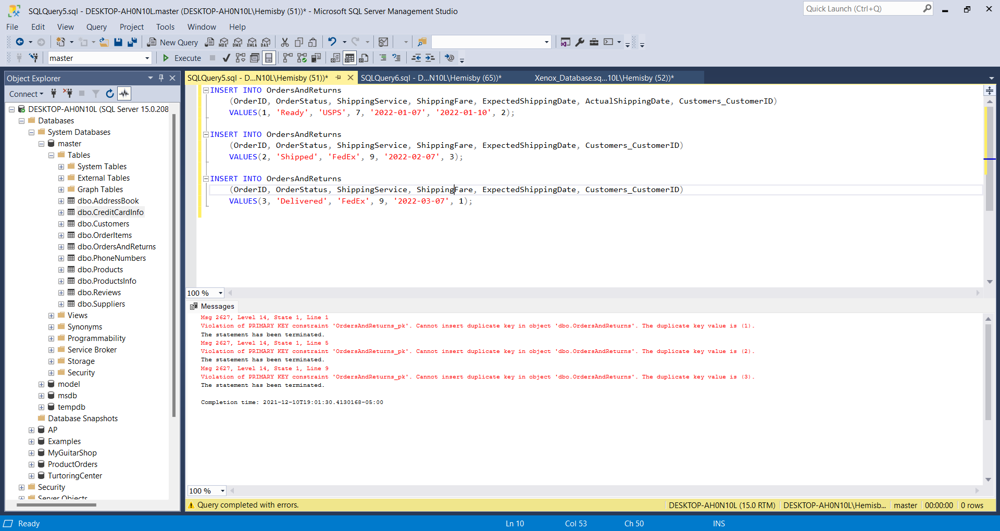 SQLQuery5.sql - DESKTOP-AH0N10L.master (DESKTOP-AH0N10L\Hemisby (51))* - Microsoft SQL Server Management Studio
Quick Launch (Ctrl+Q)
File Edit View Query Project Tools Window Help
New Query MDX DMX XMLA DAX
master Execute
Object Explorer
Connect
DESKTOP-AH0N10L (SQL Server 15.0.208
Databases
System Databases
master
Tables
System Tables
External Tables
Graph Tables
dbo.AddressBook
dbo.CreditCardInfo
dbo.Customers
dbo.OrderItems
dbo.OrdersAndReturns
dbo.PhoneNumbers
dbo.Products
dbo.ProductsInfo
dbo.Reviews
dbo.Suppliers
Views
Synonyms
Programmability
Service Broker
Storage
Security
model
msdb
tempdb
Database Snapshots
AP
Examples
MyGuitarShop
ProductOrders
TurtoringCenter
Security
Server Objects
SQLQuery5.sql - D...N10L\Hemisby (51))* SQLQuery6.sql - D...N10L\Hemisby (65))* Xenox_Database.sq...10L\Hemisby (52))*
INSERT INTO OrdersAndReturns
(OrderID, OrderStatus, ShippingService, ShippingFare, ExpectedShippingDate, ActualShippingDate, Customers_CustomerID)
VALUES(1, 'Ready', 'USPS', 7, '2022-01-07', '2022-01-10', 2);
INSERT INTO OrdersAndReturns
(OrderID, OrderStatus, ShippingService, ShippingFare, ExpectedShippingDate, Customers_CustomerID)
VALUES(2, 'Shipped', 'FedEx', 9, '2022-02-07', 3);
INSERT INTO OrdersAndReturns
(OrderID, OrderStatus, ShippingService, ShippingFare, ExpectedShippingDate, Customers_CustomerID)
VALUES(3, 'Delivered', 'FedEx', 9, '2022-03-07', 1);
100 %
Messages
Msg 2627, Level 14, State 1, Line 1
Violation of PRIMARY KEY constraint 'OrdersAndReturns_pk'. Cannot insert duplicate key in object 'dbo.OrdersAndReturns'. The duplicate key value is (1).
The statement has been terminated.
Msg 2627, Level 14, State 1, Line 5
Violation of PRIMARY KEY constraint 'OrdersAndReturns_pk'. Cannot insert duplicate key in object 'dbo.OrdersAndReturns'. The duplicate key value is (2).
The statement has been terminated.
Msg 2627, Level 14, State 1, Line 9
Violation of PRIMARY KEY constraint 'OrdersAndReturns_pk'. Cannot insert duplicate key in object 'dbo.OrdersAndReturns'. The duplicate key value is (3).
The statement has been terminated.
Completion time: 2021-12-10T19:01:30.4130168-05:00
100 %
Query completed with errors. DESKTOP-AH0N10L (15.0 RTM) DESKTOP-AH0N10L\Hemisb... master 00:00:00 0 rows
Ready Ln 10 Col 53 Ch 50 INS